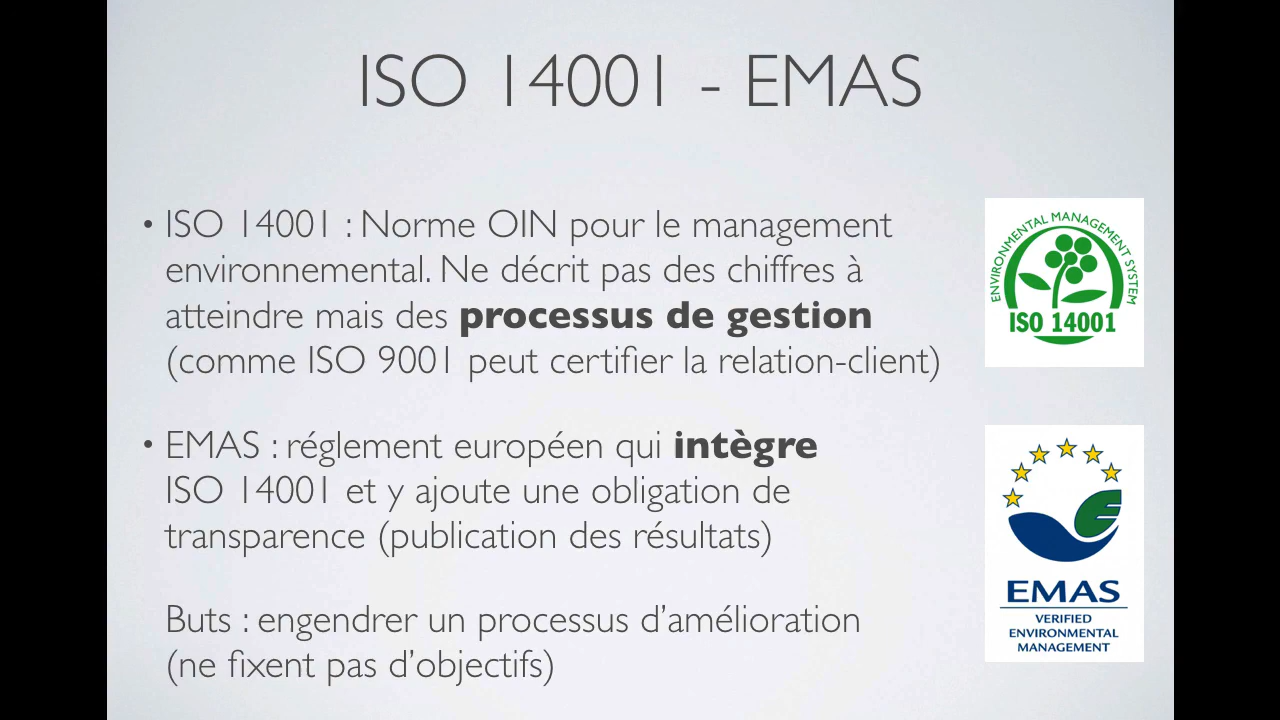 ISO 14001 - EMAS
• ISO 14001 : Norme OIN pour le management
environnemental. Ne décrit pas des chiffres à
atteindre mais des processus de gestion
(comme ISO 9001 peut certifier la relation-client)
ENVIRONMENTAL MANAGEMENT SYSTEM
ISO 14001
• EMAS : réglement européen qui intègre
ISO 14001 et y ajoute une obligation de
transparence (publication des résultats)
Buts : engendrer un processus d’amélioration
(ne fixent pas d’objectifs)
EMAS
VERIFIED
ENVIRONMENTAL
MANAGEMENT